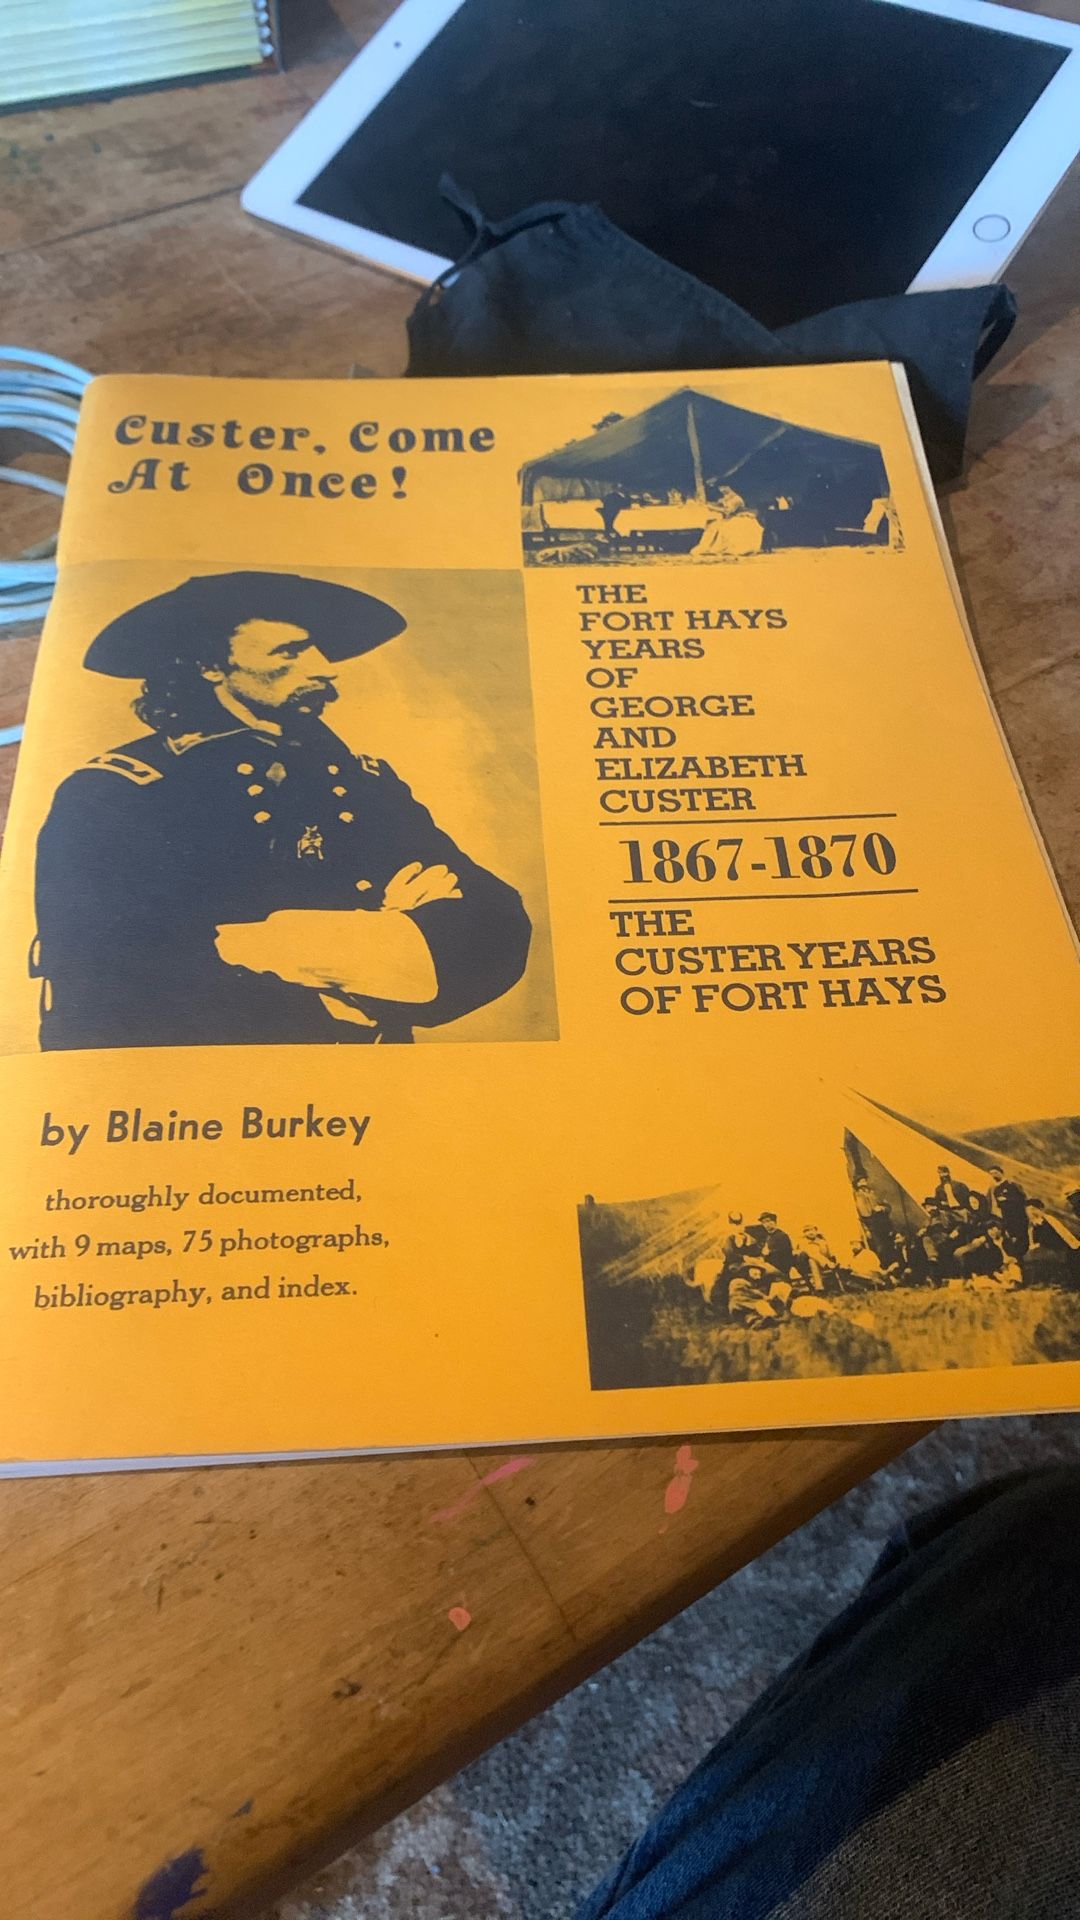 Custer, Come
At Once!
THE
FORT HAYS
YEARS
OF
GEORGE
AND
ELIZABETH
CUSTER
1867-1870
THE
CUSTER YEARS
OF FORT HAYS
by Blaine Burkey
thoroughly documented,
with 9 maps, 75 photographs,
bibliography, and index.